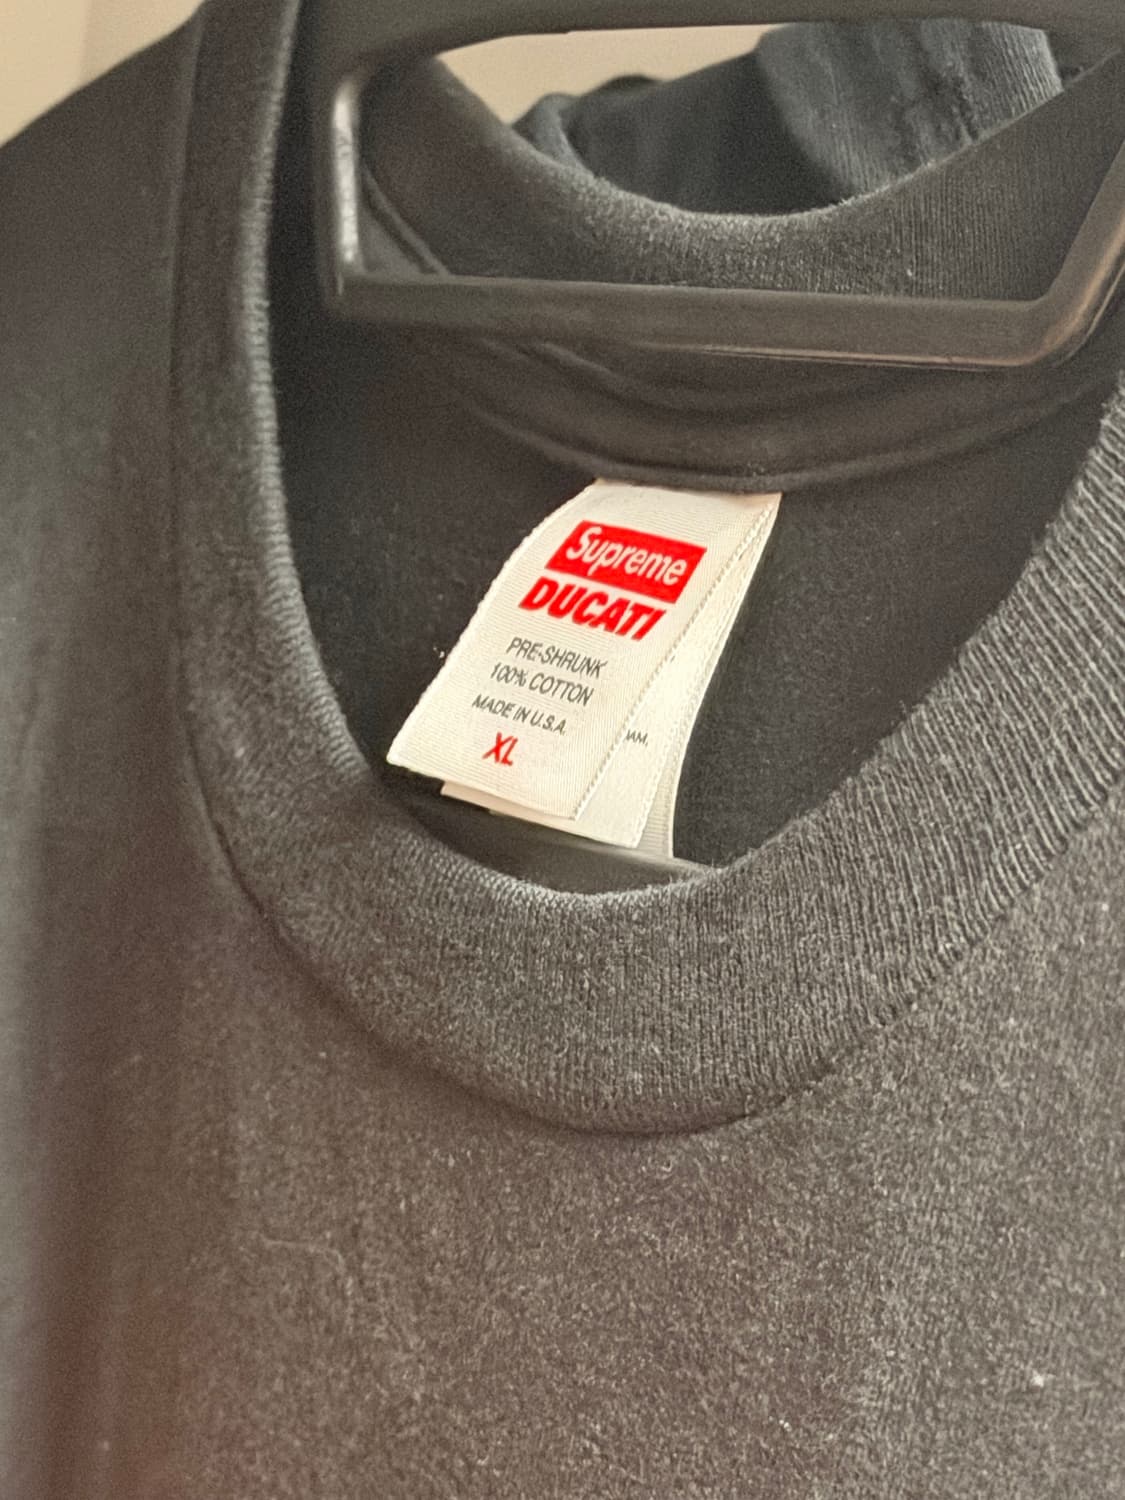 Supreme
DUCATI
PRE-SHRUNK
100% COTTON
MADE IN U.S.A.
XL